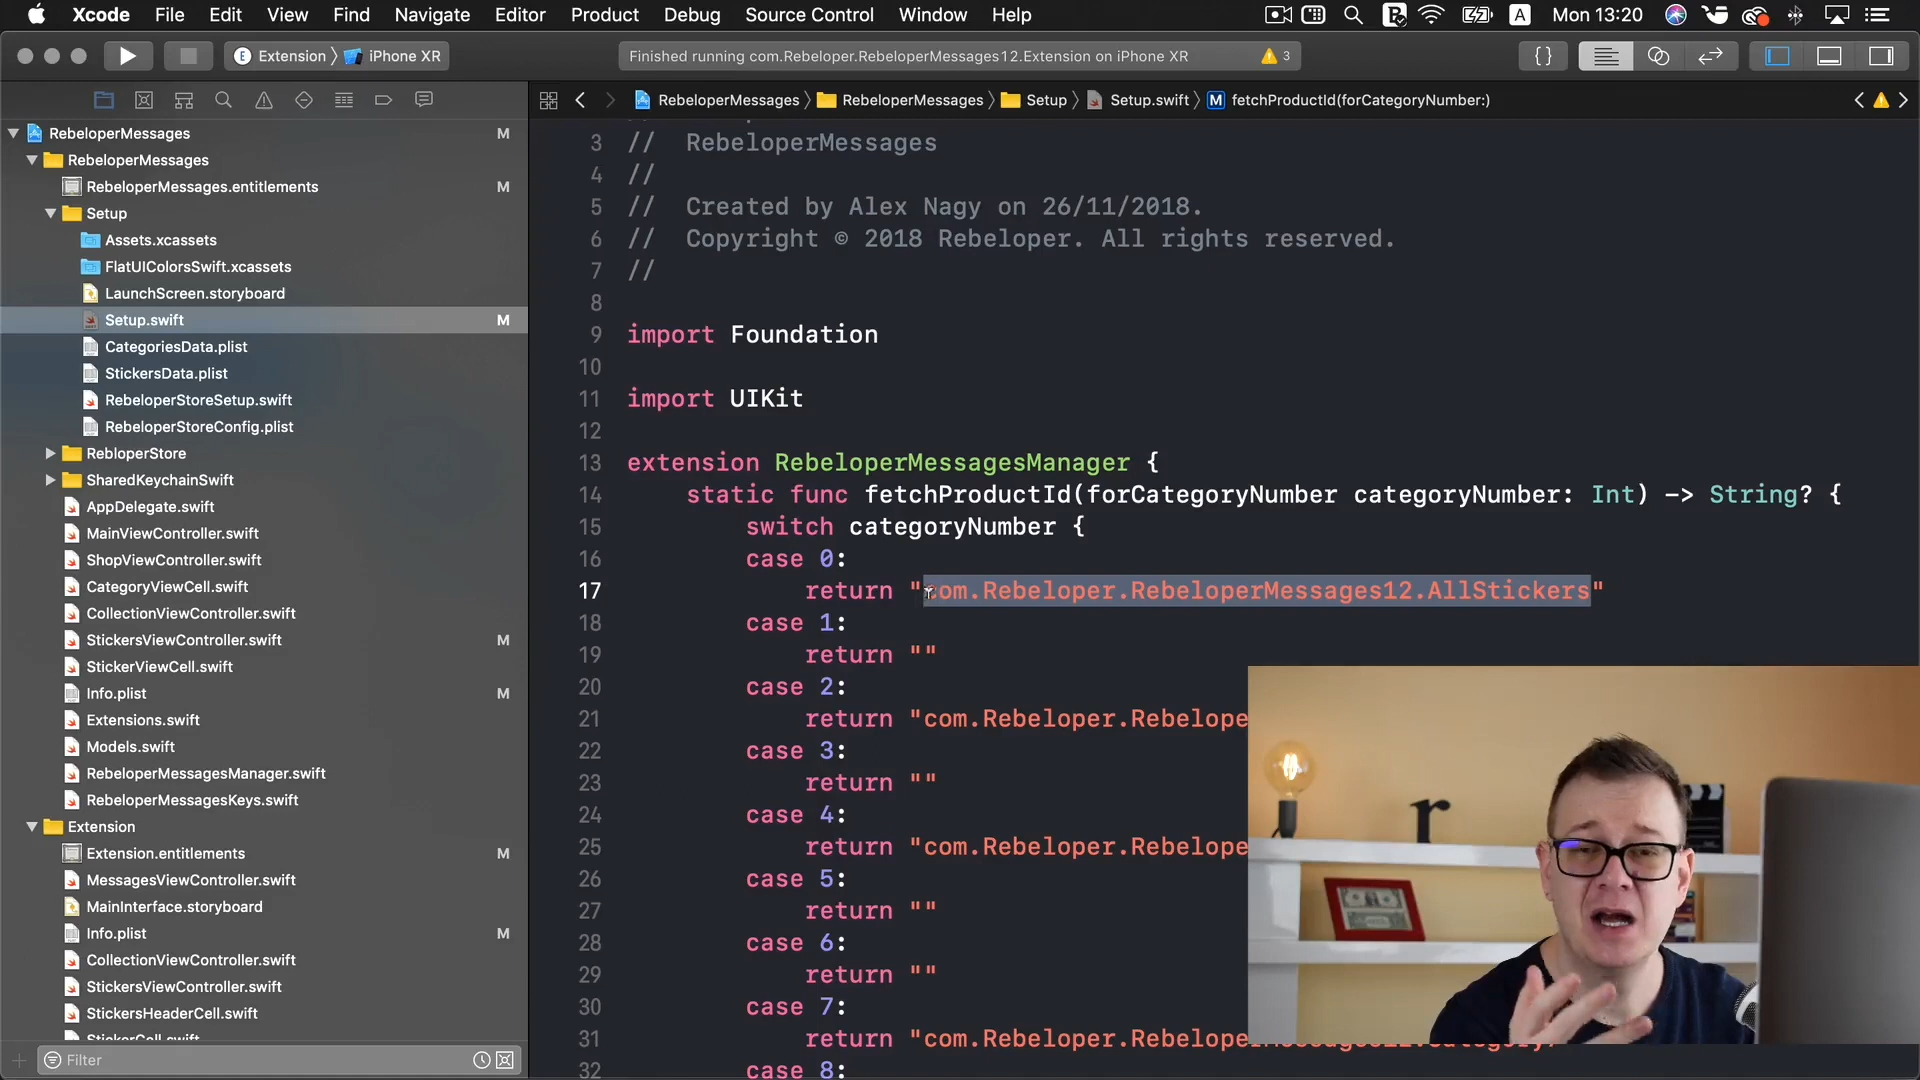 Xcode File Edit View Find Navigate Editor Product Debug Source Control Window Help A Mon 13:20
E Extension iPhone XR Finished running com.Rebeloper.RebeloperMessages12.Extension on iPhone XR 3 {}
RebeloperMessages RebeloperMessages Setup Setup.swift M fetchProductId(forCategoryNumber:)
RebeloperMessages M
RebeloperMessages
RebeloperMessages.entitlements M
Setup
Assets.xcassets
FlatUIColorsSwift.xcassets
LaunchScreen.storyboard
Setup.swift M
CategoriesData.plist
StickersData.plist
RebeloperStoreSetup.swift
RebeloperStoreConfig.plist
RebloperStore
SharedKeychainSwift
AppDelegate.swift
MainViewController.swift
ShopViewController.swift
CategoryViewCell.swift
CollectionViewController.swift
StickersViewController.swift M
StickerViewCell.swift
Info.plist M
Extensions.swift
Models.swift
RebeloperMessagesManager.swift
RebeloperMessagesKeys.swift
Extension
Extension.entitlements M
MessagesViewController.swift
MainInterface.storyboard
Info.plist M
CollectionViewController.swift
StickersViewController.swift
StickersHeaderCell.swift
StickerCell.swift
Filter
3 // RebeloperMessages
4 //
5 // Created by Alex Nagy on 26/11/2018.
6 // Copyright © 2018 Rebeloper. All rights reserved.
7 //
8
9 import Foundation
10
11 import UIKit
12
13 extension RebeloperMessagesManager {
14 static func fetchProductId(forCategoryNumber categoryNumber: Int) -> String? {
15 switch categoryNumber {
16 case 0:
17 return "com.Rebeloper.RebeloperMessages12.AllStickers"
18 case 1:
19 return ""
20 case 2:
21 return "com.Rebeloper.Rebelope
22 case 3:
23 return ""
24 case 4:
25 return "com.Rebeloper.Rebelope
26 case 5:
27 return ""
28 case 6:
29 return ""
30 case 7:
31 return "com.Rebeloper.Rebelope
32 case 8: